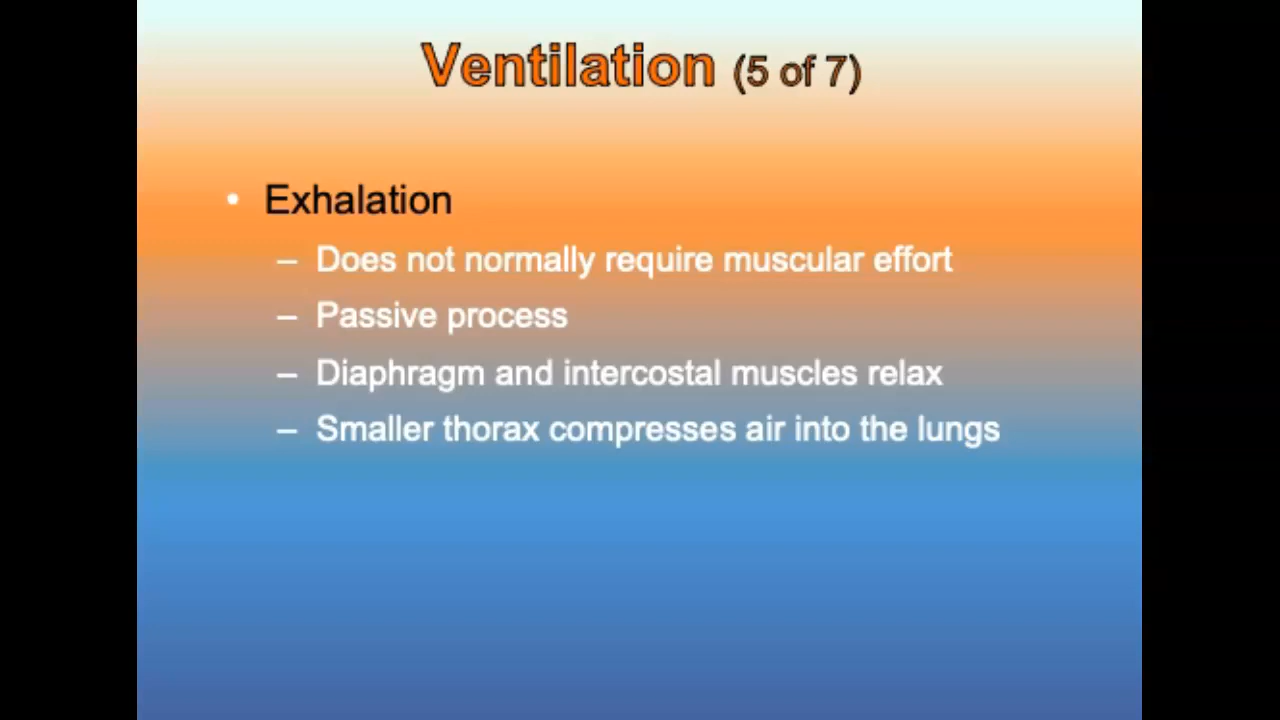 Ventilation (5 of 7)
• Exhalation
– Does not normally require muscular effort
– Passive process
– Diaphragm and intercostal muscles relax
– Smaller thorax compresses air into the lungs